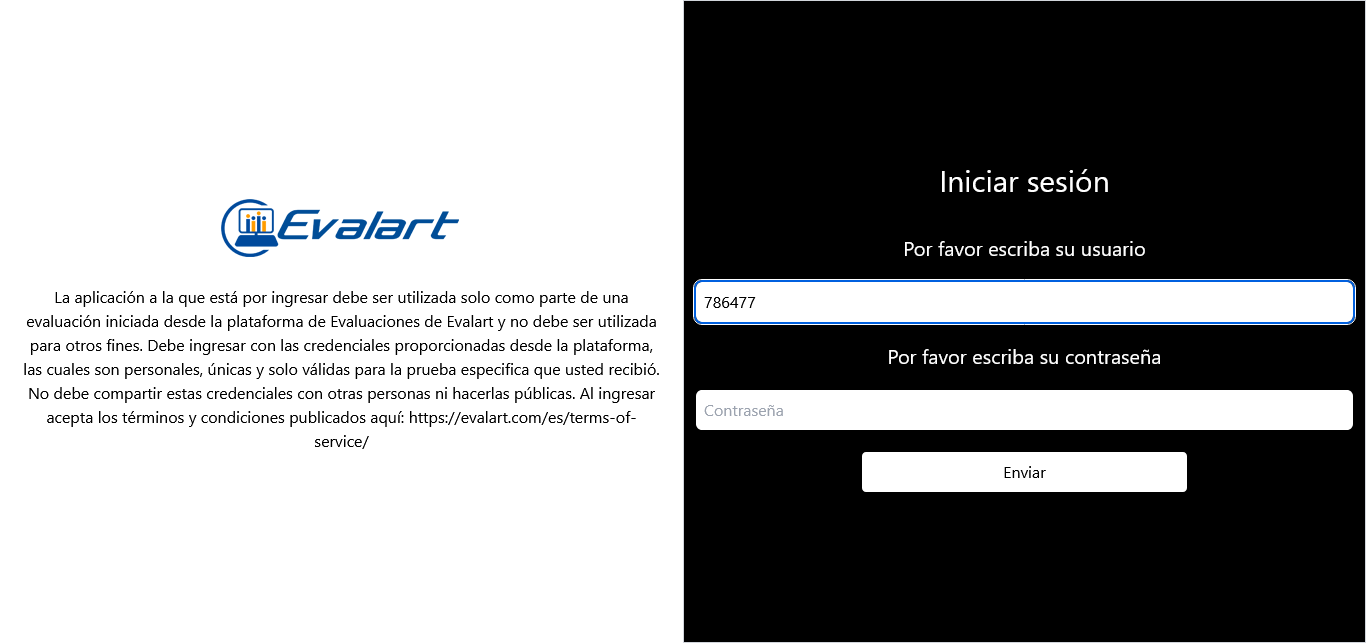 Evalart
La aplicación a la que está por ingresar debe ser utilizada solo como parte de una
evaluación iniciada desde la plataforma de Evaluaciones de Evalart y no debe ser utilizada
para otros fines. Debe ingresar con las credenciales proporcionadas desde la plataforma,
las cuales son personales, únicas y solo válidas para la prueba especifica que usted recibió.
No debe compartir estas credenciales con otras personas ni hacerlas públicas. Al ingresar
acepta los términos y condiciones publicados aquí: https://evalart.com/es/terms-of-
service/
Iniciar sesión
Por favor escriba su usuario
786477
Por favor escriba su contraseña
Contraseña
Enviar